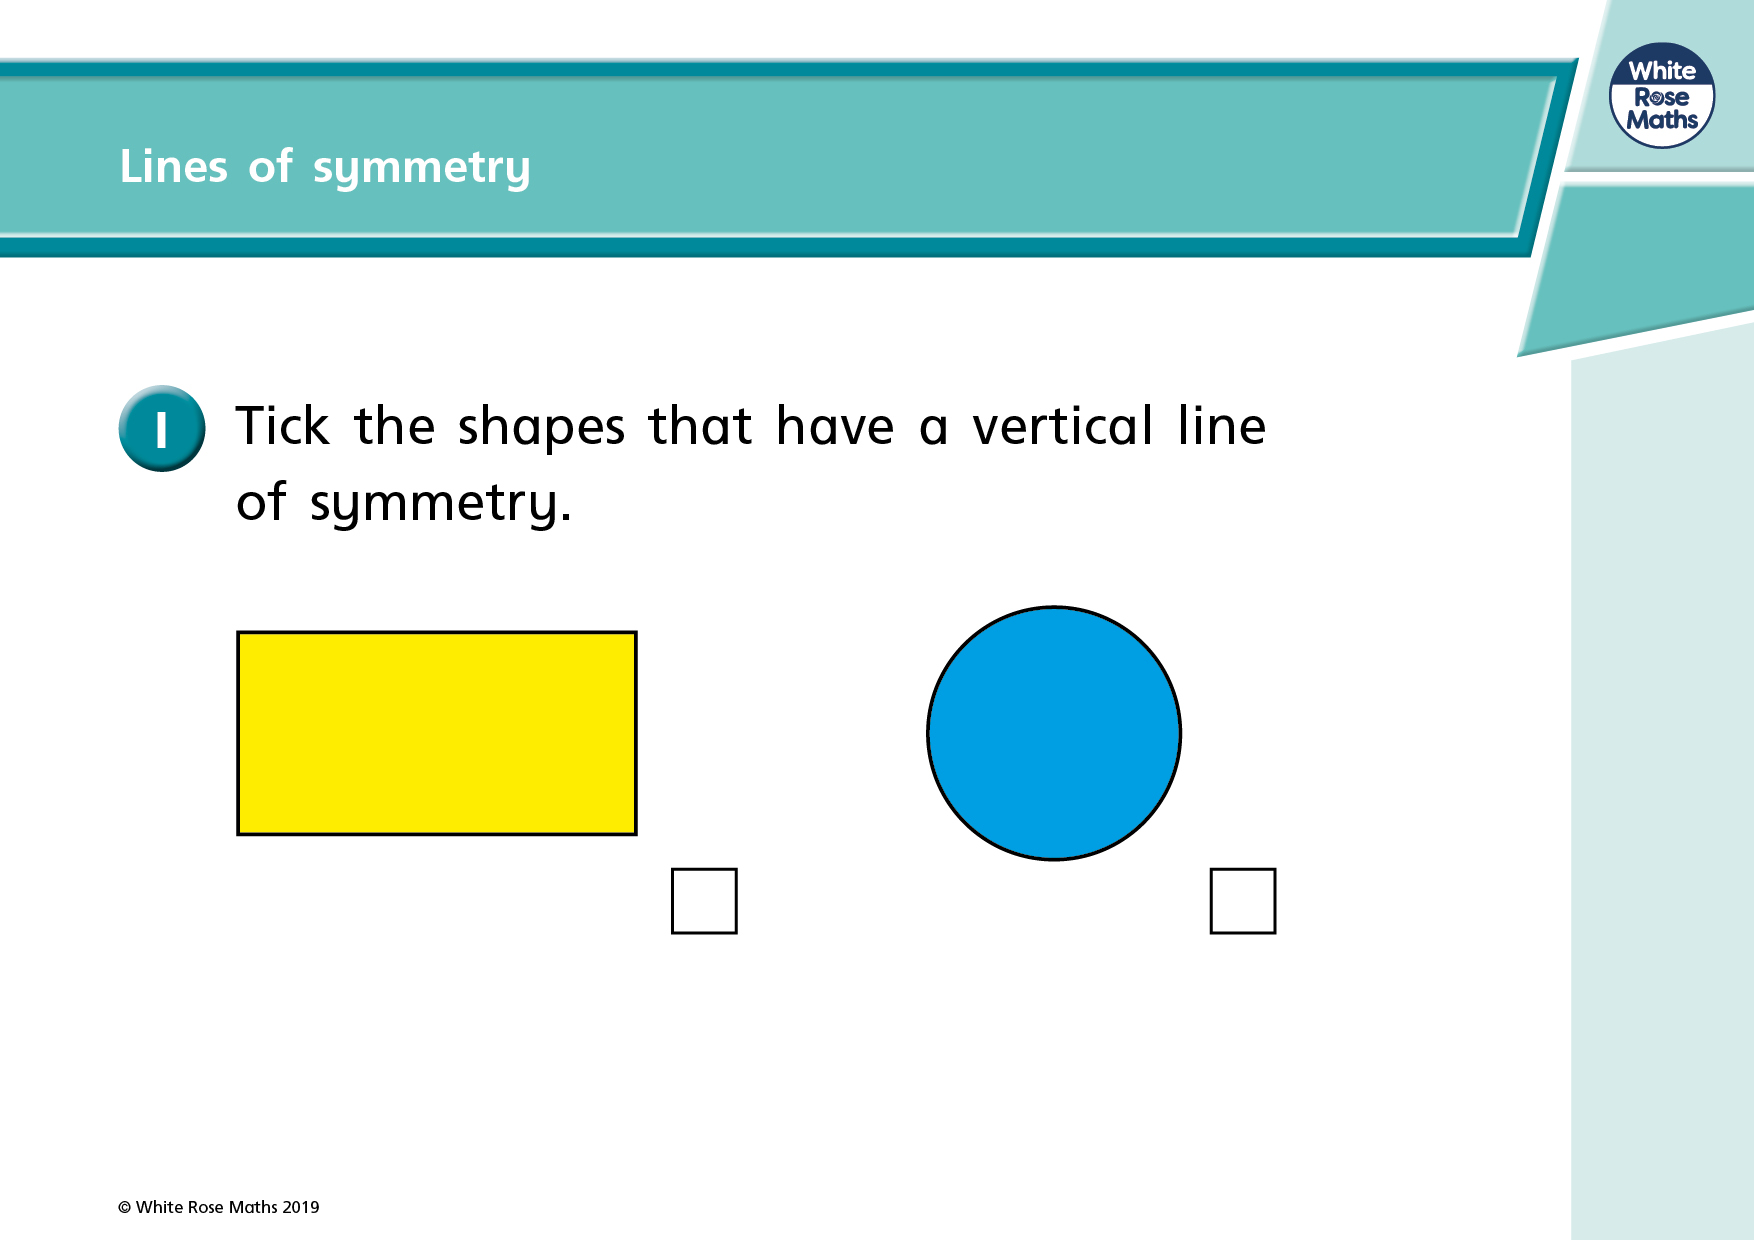 White
Rose
Maths
Lines of symmetry
1 Tick the shapes that have a vertical line
of symmetry.
© White Rose Maths 2019